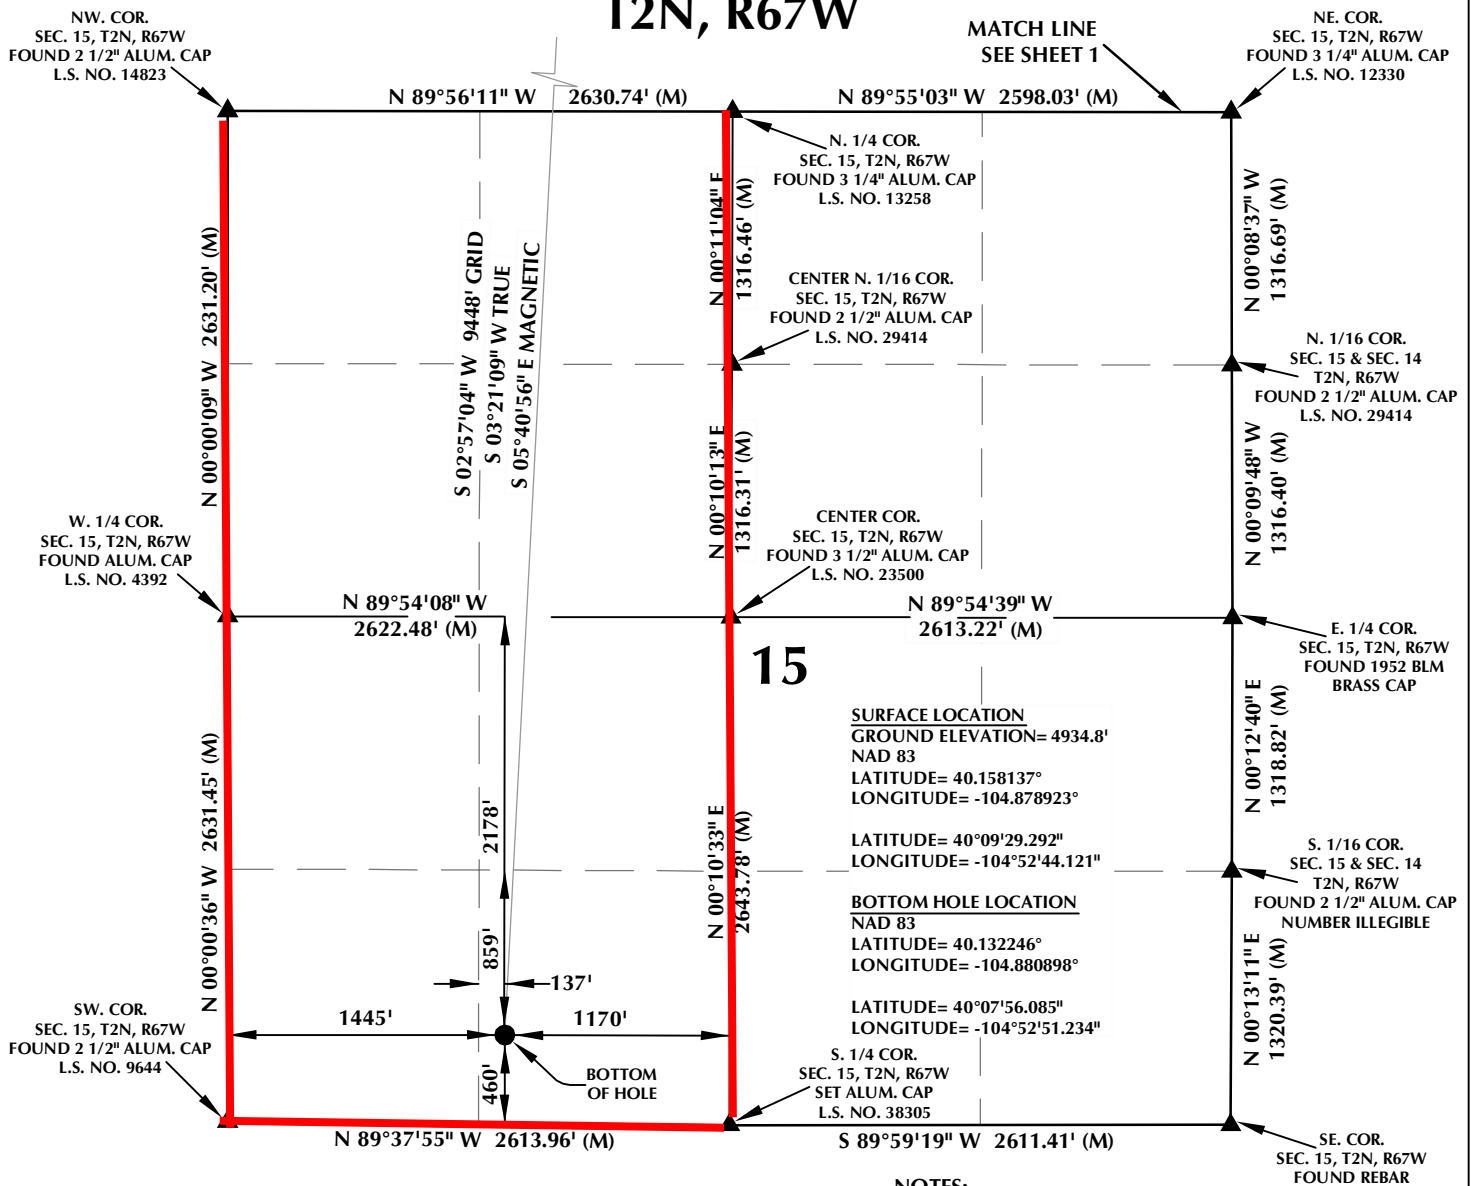 T2N, R67W
NW. COR.
SEC. 15, T2N, R67W
FOUND 2 1/2" ALUM. CAP
L.S. NO. 14823
MATCH LINE
SEE SHEET 1
NE. COR.
SEC. 15, T2N, R67W
FOUND 3 1/4" ALUM. CAP
L.S. NO. 12330
N 89°56'11" W 2630.74' (M)
N 89°55'03" W 2598.03' (M)
N. 1/4 COR.
SEC. 15, T2N, R67W
FOUND 3 1/4" ALUM. CAP
L.S. NO. 13258
N 00°11'04" E
1316.46' (M)
N 00°08'37" W
1316.69' (M)
N 00°00'09" W 2631.20' (M)
S 02°57'04" W 9448' GRID
S 03°21'09" W TRUE
S 05°40'56" E MAGNETIC
CENTER N. 1/16 COR.
SEC. 15, T2N, R67W
FOUND 2 1/2" ALUM. CAP
L.S. NO. 29414
N. 1/16 COR.
SEC. 15 & SEC. 14
T2N, R67W
FOUND 2 1/2" ALUM. CAP
L.S. NO. 29414
N 00°10'13" E
1316.31' (M)
N 00°09'48" W
1316.40' (M)
W. 1/4 COR.
SEC. 15, T2N, R67W
FOUND ALUM. CAP
L.S. NO. 4392
CENTER COR.
SEC. 15, T2N, R67W
FOUND 3 1/2" ALUM. CAP
L.S. NO. 23500
N 89°54'08" W
2622.48' (M)
N 89°54'39" W
2613.22' (M)
E. 1/4 COR.
SEC. 15, T2N, R67W
FOUND 1952 BLM
BRASS CAP
15
N 00°00'36" W 2631.45' (M)
2178'
N 00°10'33" E
2643.78' (M)
SURFACE LOCATION
GROUND ELEVATION= 4934.8'
NAD 83
LATITUDE= 40.158137°
LONGITUDE= -104.878923°
LATITUDE= 40°09'29.292"
LONGITUDE= -104°52'44.121"
BOTTOM HOLE LOCATION
NAD 83
LATITUDE= 40.132246°
LONGITUDE= -104.880898°
LATITUDE= 40°07'56.085"
LONGITUDE= -104°52'51.234"
N 00°12'40" E
1318.82' (M)
S. 1/16 COR.
SEC. 15 & SEC. 14
T2N, R67W
FOUND 2 1/2" ALUM. CAP
NUMBER ILLEGIBLE
N 00°13'11" E
1320.39' (M)
859'
137'
1445'
1170'
460'
BOTTOM
OF HOLE
SW. COR.
SEC. 15, T2N, R67W
FOUND 2 1/2" ALUM. CAP
L.S. NO. 9644
S. 1/4 COR.
SEC. 15, T2N, R67W
SET ALUM. CAP
L.S. NO. 38305
N 89°37'55" W 2613.96' (M)
S 89°59'19" W 2611.41' (M)
SE. COR.
SEC. 15, T2N, R67W
FOUND REBAR
NOTES: